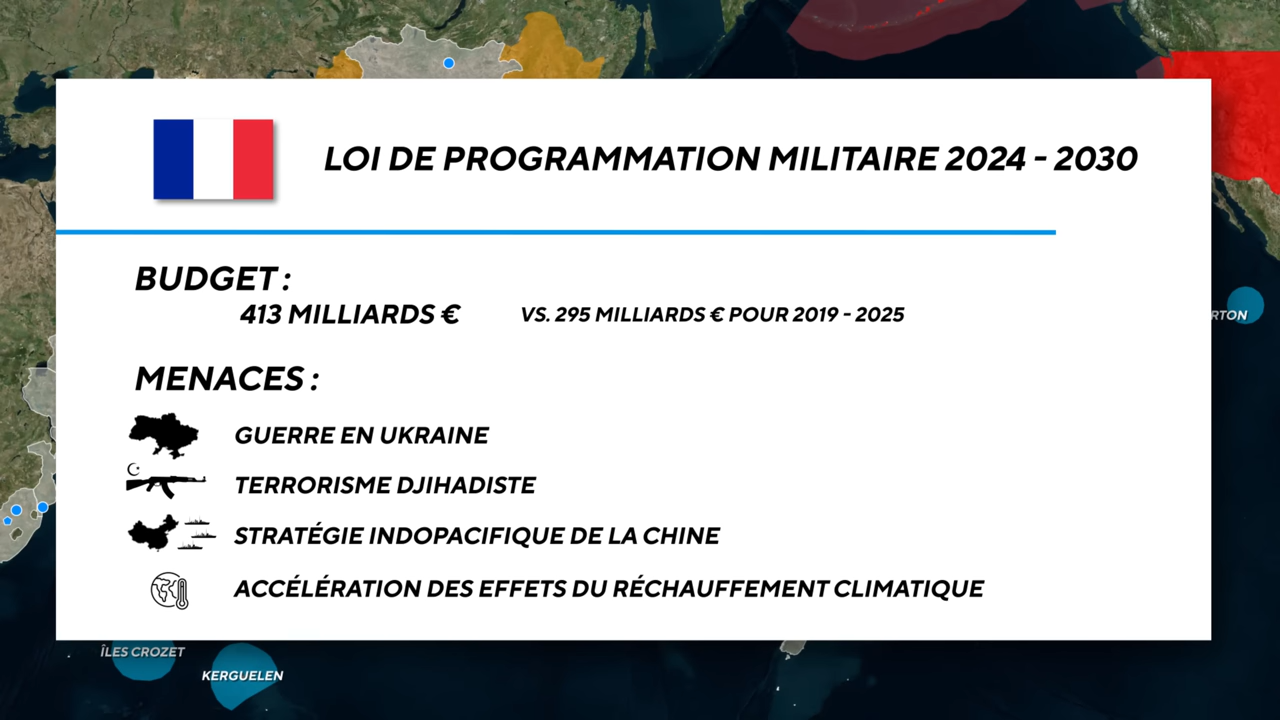 LOI DE PROGRAMMATION MILITAIRE 2024 - 2030
BUDGET :
413 MILLIARDS € VS. 295 MILLIARDS € POUR 2019 - 2025
MENACES :
GUERRE EN UKRAINE
TERRORISME DJIHADISTE
STRATÉGIE INDOPACIFIQUE DE LA CHINE
ACCÉLÉRATION DES EFFETS DU RÉCHAUFFEMENT CLIMATIQUE
RTON
ÎLES CROZET
KERGUELEN